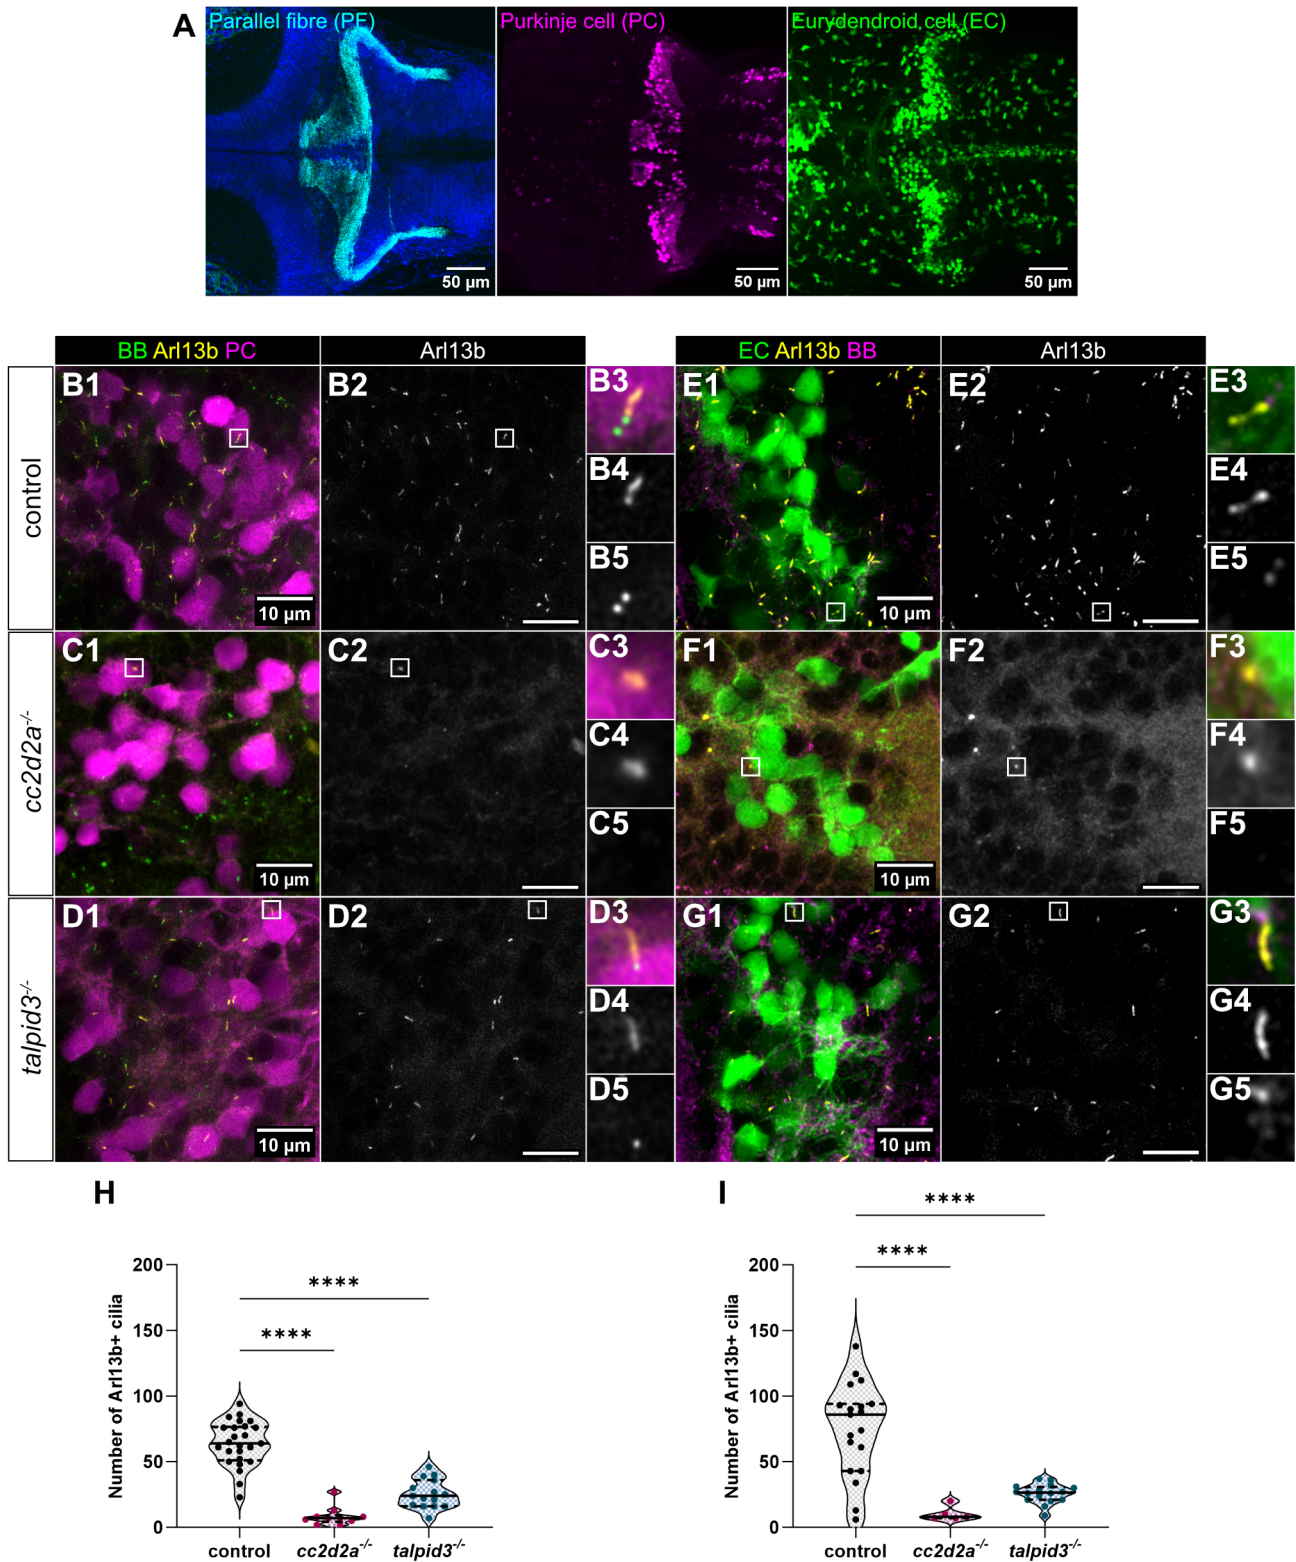 A
Parallel fibre (PF)
Purkinje cell (PC)
Eurydendroid cell (EC)
50 µm
50 µm
50 µm
BB Arl13b PC
Arl13b
EC Arl13b BB
Arl13b
control
B1
B2
B3
B4
B5
10 µm
E1
E2
E3
E4
E5
10 µm
cc2d2a-/-
C1
C2
C3
C4
C5
10 µm
F1
F2
F3
F4
F5
10 µm
talpid3-/-
D1
D2
D3
D4
D5
10 µm
G1
G2
G3
G4
G5
10 µm
H
Number of Arl13b+ cilia
200
150
100
50
0
****
****
control
cc2d2a-/-
talpid3-/-
I
Number of Arl13b+ cilia
200
150
100
50
0
****
****
control
cc2d2a-/-
talpid3-/-